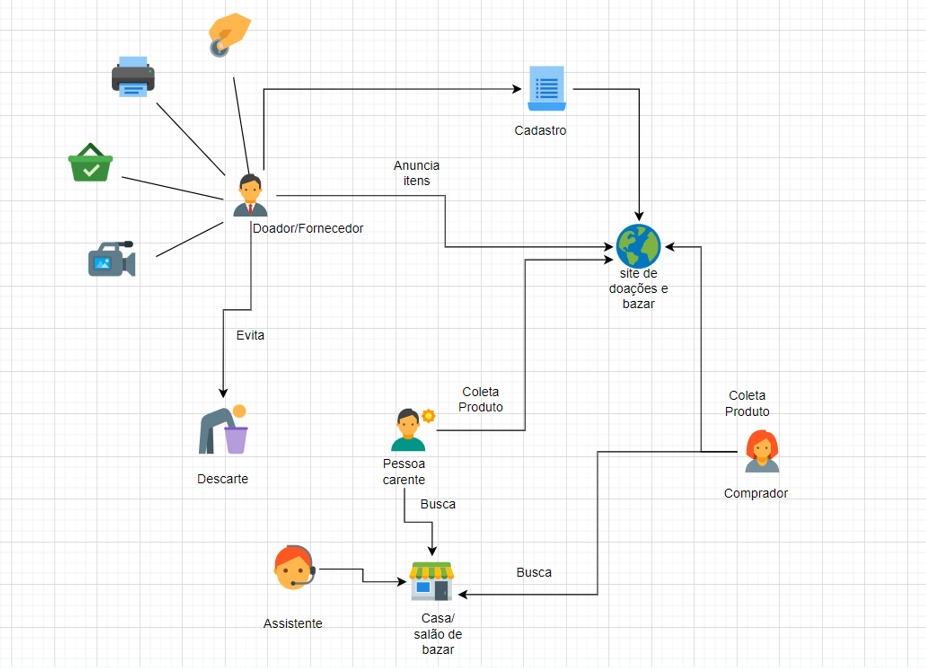 Cadastro
Anuncia
itens
Doador/Fornecedor
site de
doações e
bazar
Evita
Coleta
Produto
Coleta
Produto
Pessoa
carente
Descarte
Comprador
Busca
Busca
Assistente
Casa/
salão de
bazar